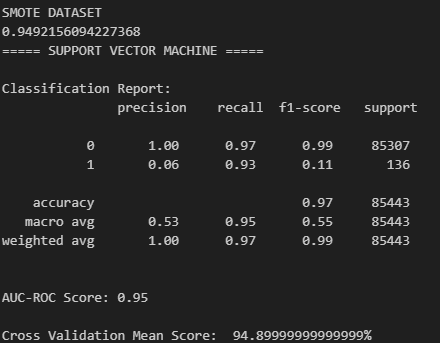 SMOTE DATASET
0.9492156094227368
===== SUPPORT VECTOR MACHINE =====
Classification Report:
precision recall f1-score support
0 1.00 0.97 0.99 85307
1 0.06 0.93 0.11 136
accuracy 0.97 85443
macro avg 0.53 0.95 0.55 85443
weighted avg 1.00 0.97 0.99 85443
AUC-ROC Score: 0.95
Cross Validation Mean Score: 94.89999999999999%